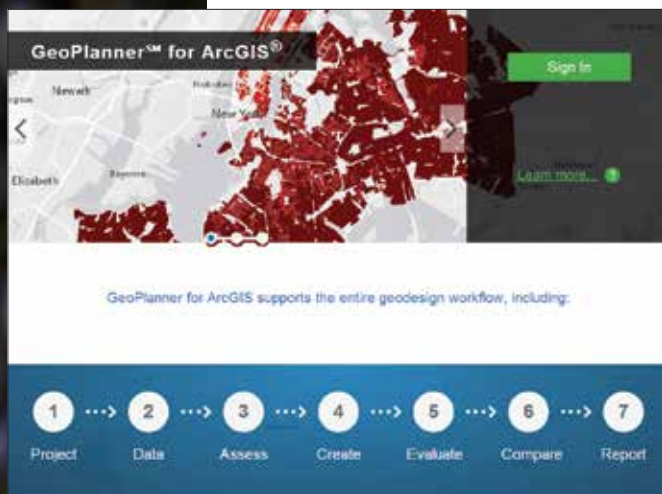 GeoPlanner℠ for ArcGIS®
Sign In
Newark
New York
Elizabeth
Bayonne
Learn more...
GeoPlanner for ArcGIS supports the entire geodesign workflow, including:
1 2 3 4 5 6 7
Project Data Assess Create Evaluate Compare Report